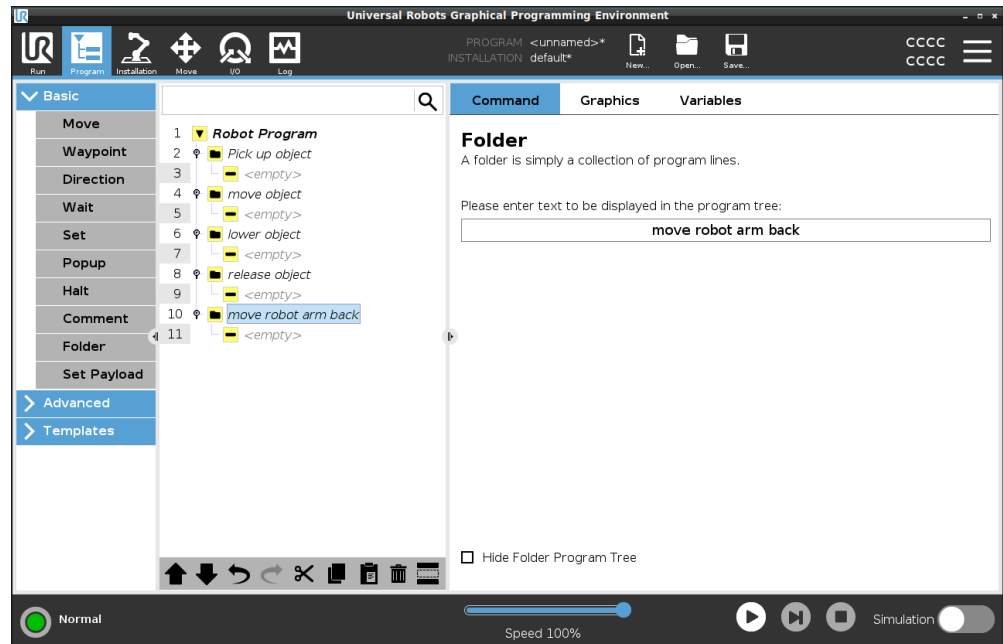 Universal Robots Graphical Programming Environment
PROGRAM <unnamed>*
INSTALLATION default*
Run
Program
Installation
Move
I/O
Log
New...
Open...
Save...
CCCC
CCCC
Basic
Move
Waypoint
Direction
Wait
Set
Popup
Halt
Comment
Folder
Set Payload
Advanced
Templates
1 Robot Program
2 Pick up object
3 <empty>
4 move object
5 <empty>
6 lower object
7 <empty>
8 release object
9 <empty>
10 move robot arm back
11 <empty>
Command Graphics Variables
Folder
A folder is simply a collection of program lines.
Please enter text to be displayed in the program tree:
move robot arm back
Hide Folder Program Tree
Normal
Speed 100%
Simulation